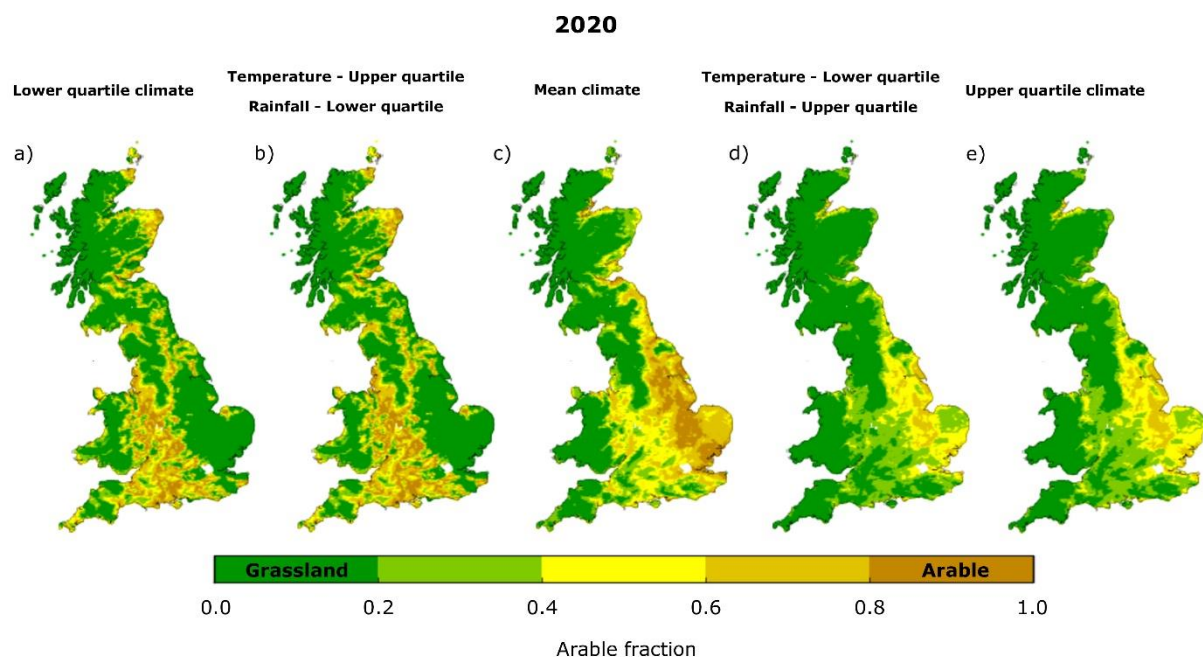 2020
Lower quartile climate
Temperature - Upper quartile
Rainfall - Lower quartile
Mean climate
Temperature - Lower quartile
Rainfall - Upper quartile
Upper quartile climate
a)
b)
c)
d)
e)
Grassland
Arable
0.0 0.2 0.4 0.6 0.8 1.0
Arable fraction